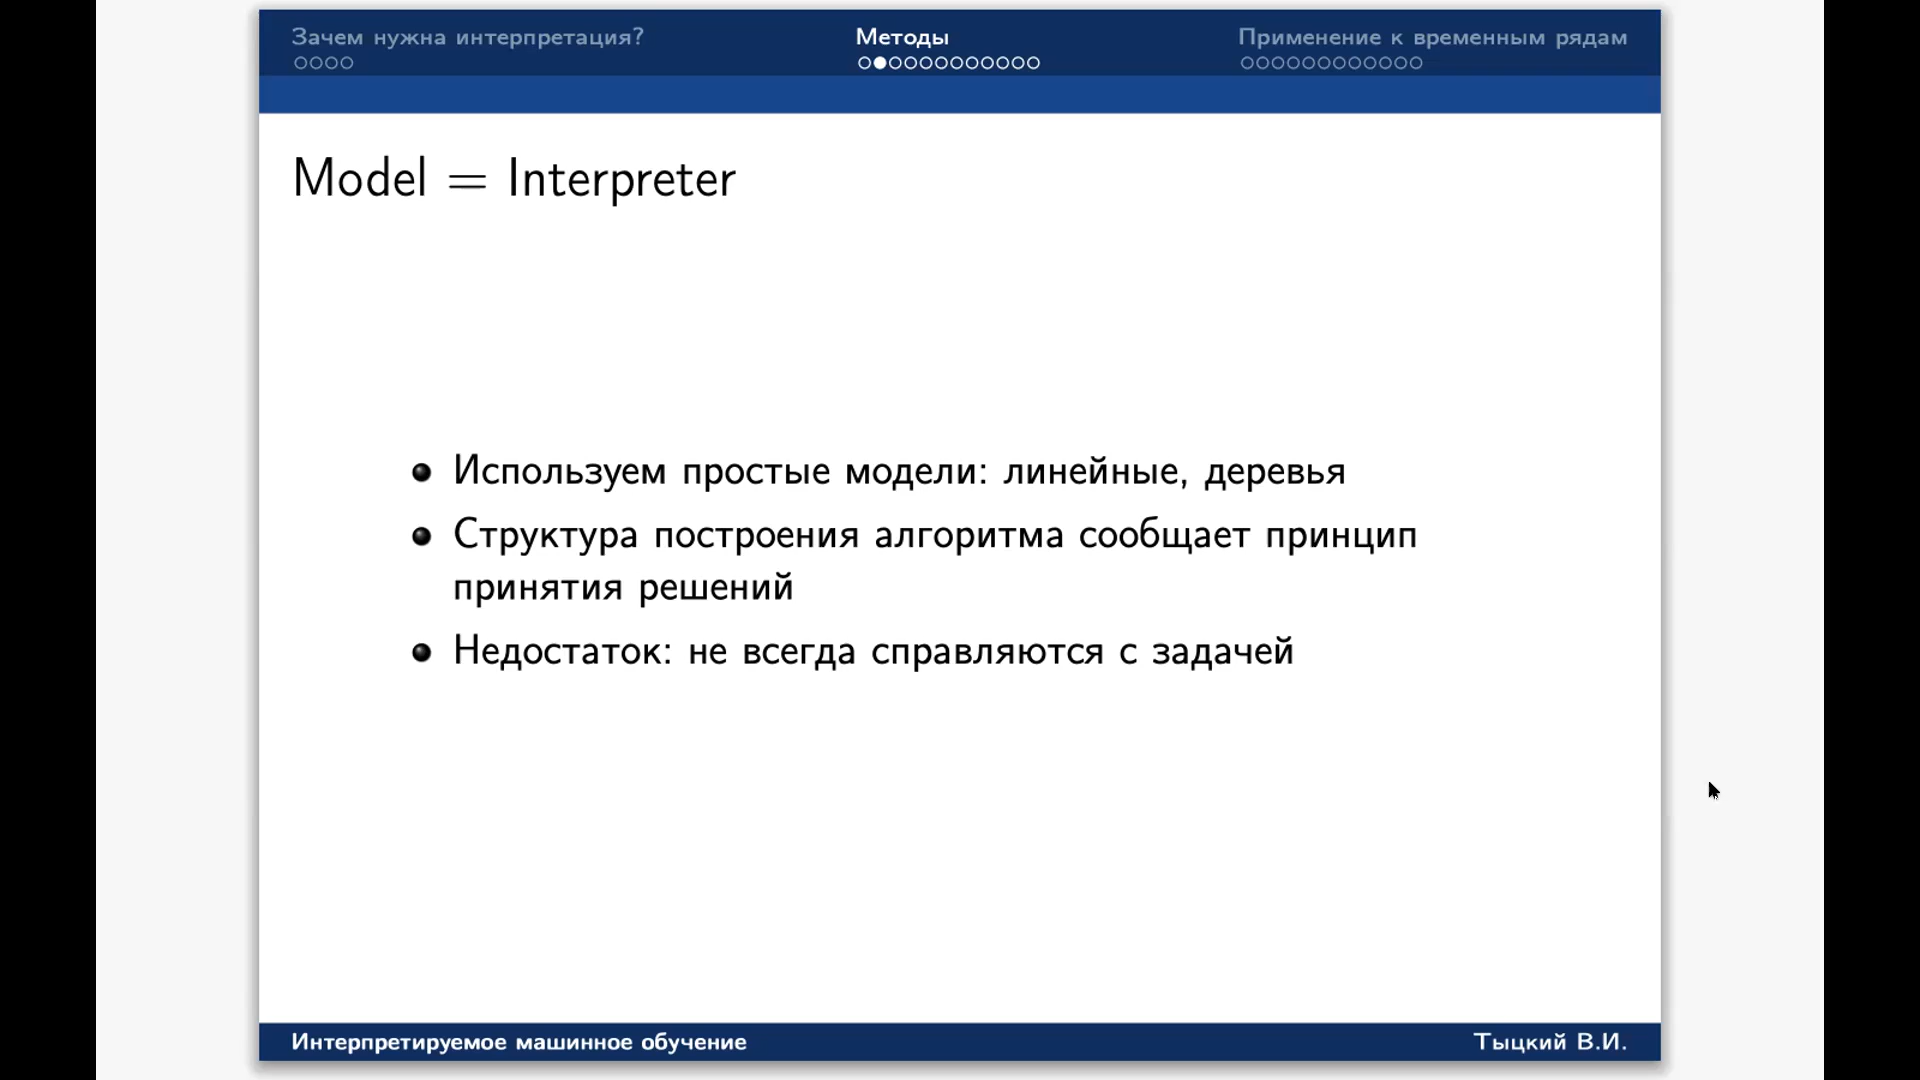 Зачем нужна интерпретация?
Методы
Применение к временным рядам
Model = Interpreter
Используем простые модели: линейные, деревья
Структура построения алгоритма сообщает принцип
принятия решений
Недостаток: не всегда справляются с задачей
Интерпретируемое машинное обучение
Тыцкий В.И.